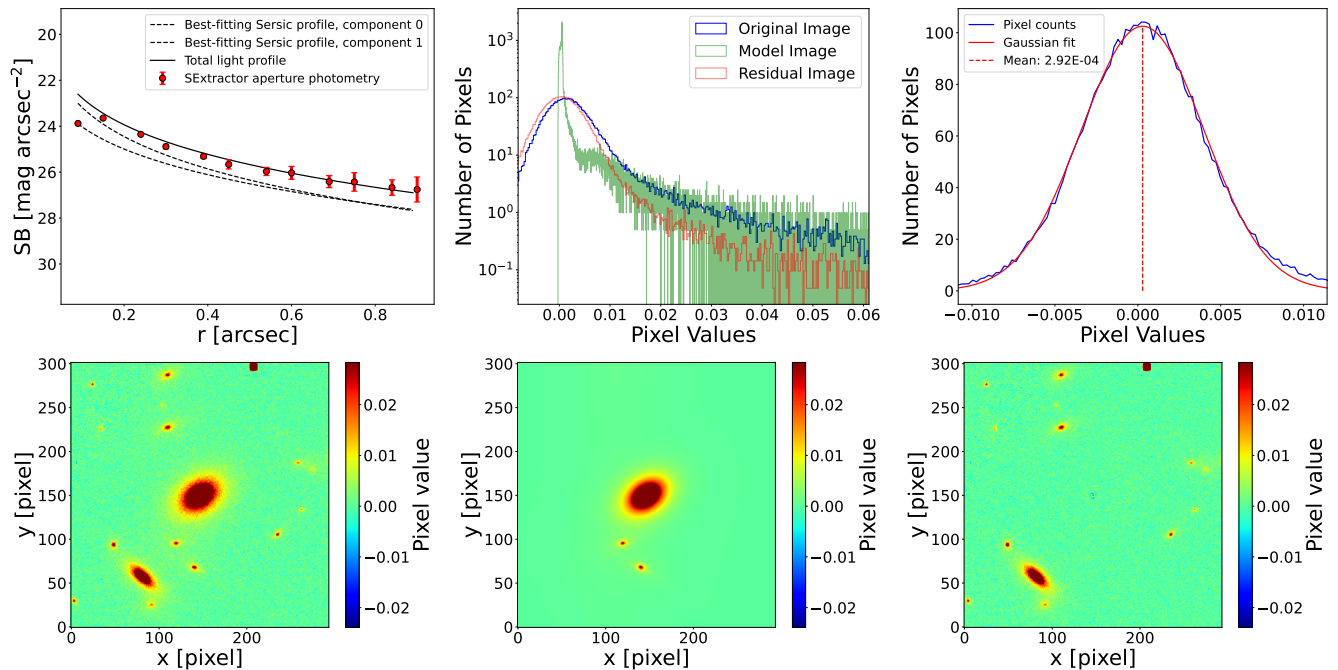 Best-fitting Sersic profile, component 0
Best-fitting Sersic profile, component 1
Total light profile
SExtractor aperture photometry
20
22
24
26
28
30
SB [mag arcsec⁻²]
0.2 0.4 0.6 0.8
r [arcsec]
Original Image
Model Image
Residual Image
10³
10²
10¹
10⁰
10⁻¹
Number of Pixels
0.00 0.01 0.02 0.03 0.04 0.05 0.06
Pixel Values
Pixel counts
Gaussian fit
Mean: 2.92E-04
100
80
60
40
20
0
Number of Pixels
−0.010 −0.005 0.000 0.005 0.010
Pixel Values
300
250
200
150
100
50
0
y [pixel]
0 100 200
x [pixel]
0.02
0.01
0.00
−0.01
−0.02
Pixel value
300
250
200
150
100
50
0
y [pixel]
0 100 200
x [pixel]
0.02
0.01
0.00
−0.01
−0.02
Pixel value
300
250
200
150
100
50
0
y [pixel]
0 100 200
x [pixel]
0.02
0.01
0.00
−0.01
−0.02
Pixel value